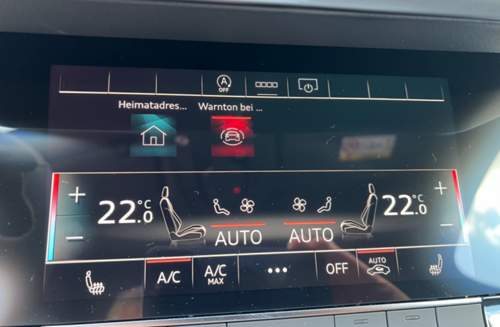 A
OFF
Heimatadres... Warnton bei ...
+ 22.0 °C 22.0 °C +
− AUTO AUTO −
A/C A/C MAX ... OFF AUTO